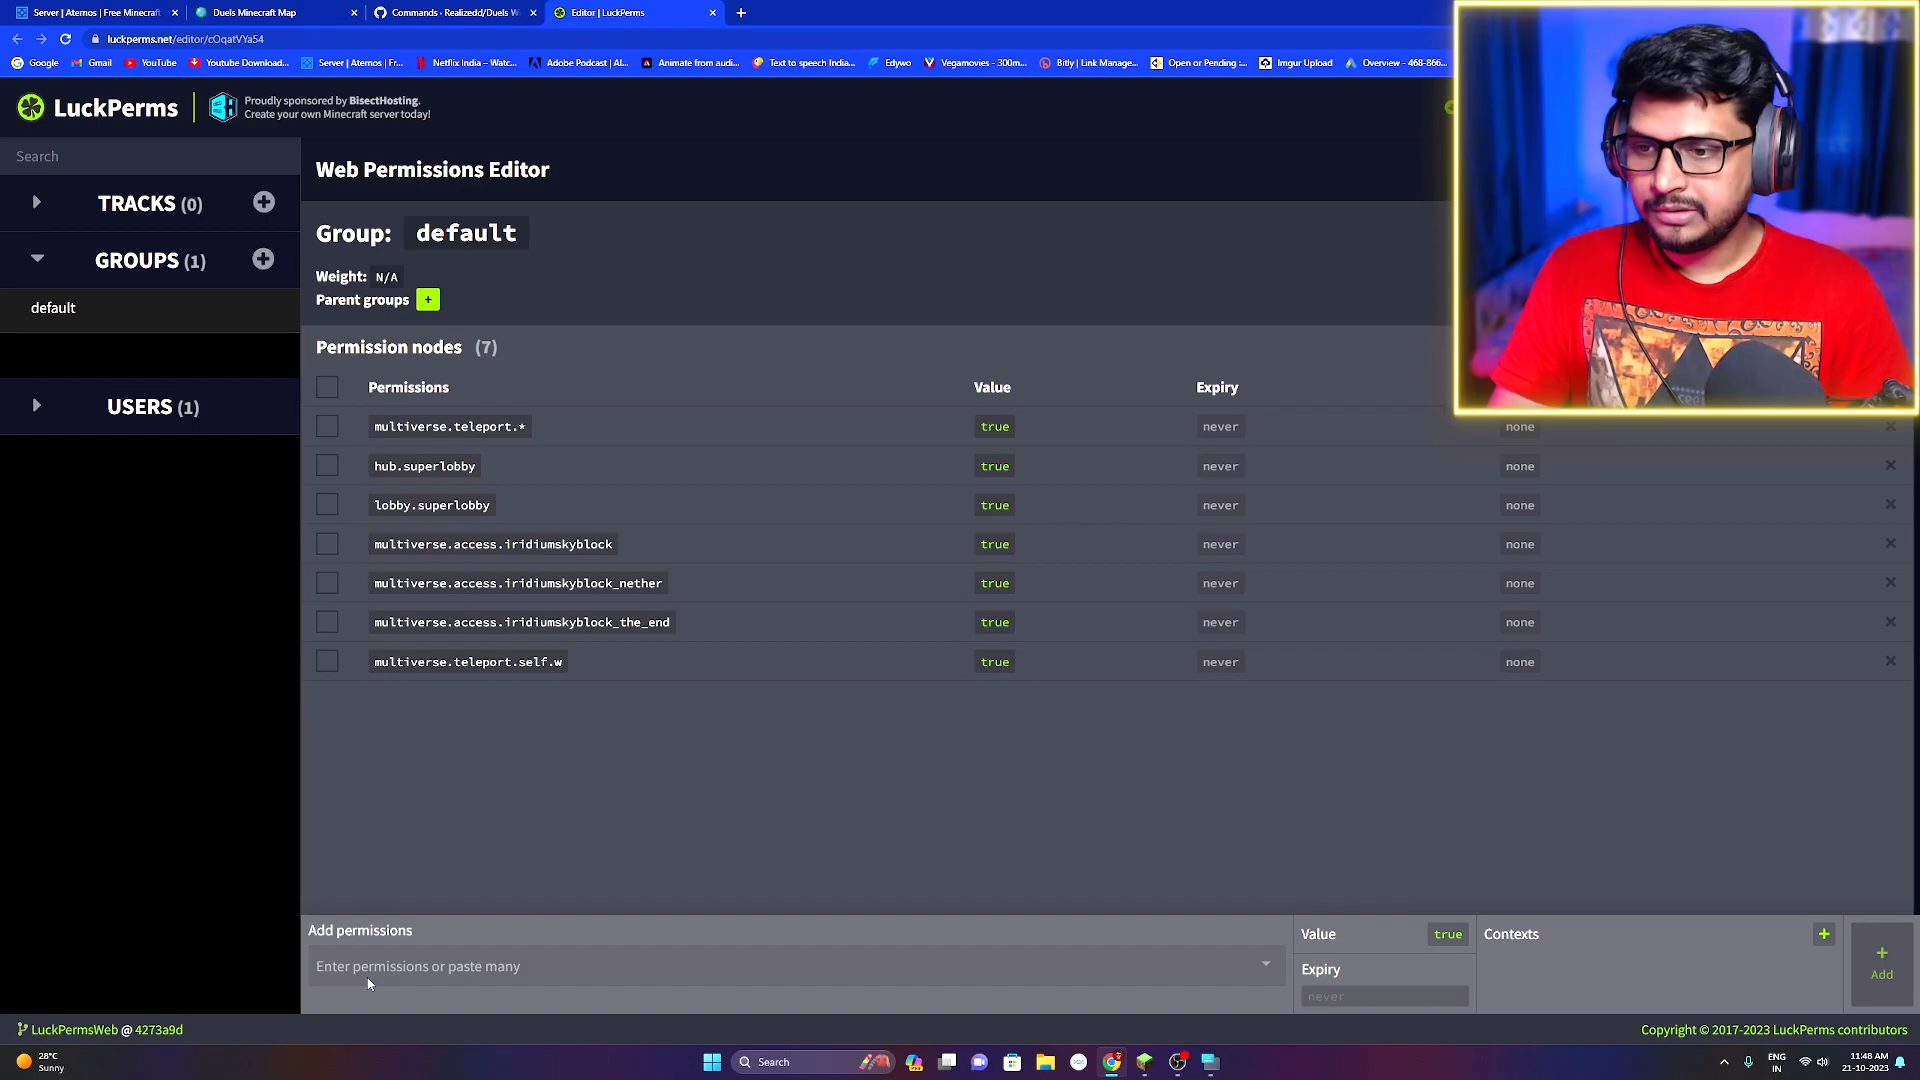 Server | Aternos | Free Minecraft
Duels Minecraft Map
Commands · Realizedd/Duels W
Editor | LuckPerms
luckperms.net/editor/cOqatVYa54
Google
Gmail
YouTube
Youtube Download...
Server | Aternos | Fr...
Netflix India – Watc...
Adobe Podcast | AI...
Animate from audi...
Text to speech India...
Edywo
Vegamovies - 300m...
Bitly | Link Manage...
Open or Pending :...
Imgur Upload
Overview - 468-866...
LuckPerms
Proudly sponsored by BisectHosting.
Create your own Minecraft server today!
Search
TRACKS (0)
GROUPS (1)
default
USERS (1)
Web Permissions Editor
Group: default
Weight: N/A
Parent groups +
Permission nodes (7)
Permissions Value Expiry
multiverse.teleport.* true never none
hub.superlobby true never none
lobby.superlobby true never none
multiverse.access.iridiumskyblock true never none
multiverse.access.iridiumskyblock_nether true never none
multiverse.access.iridiumskyblock_the_end true never none
multiverse.teleport.self.w true never none
Add permissions
Enter permissions or paste many
Value true
Expiry
never
Contexts
+
Add
LuckPermsWeb @ 4273a9d
Copyright © 2017-2023 LuckPerms contributors
28°C
Sunny
Search
ENG
IN
11:48 AM
21-10-2023